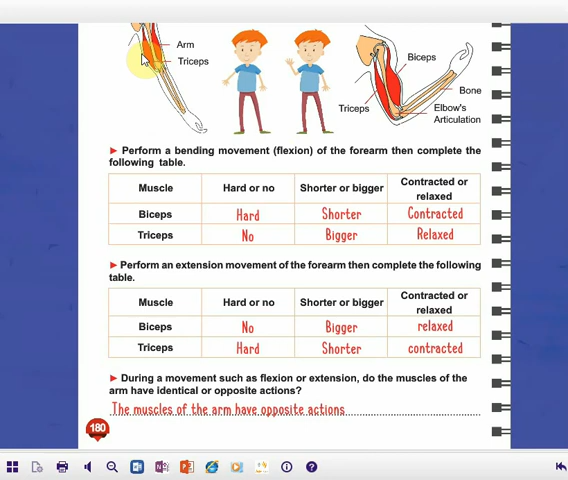 Arm
Triceps
Biceps
Bone
Triceps
Elbow's
Articulation
► Perform a bending movement (flexion) of the forearm then complete the
following table.
Muscle Hard or no Shorter or bigger Contracted or relaxed
Biceps Hard Shorter Contracted
Triceps No Bigger Relaxed
► Perform an extension movement of the forearm then complete the following
table.
Muscle Hard or no Shorter or bigger Contracted or relaxed
Biceps No Bigger relaxed
Triceps Hard Shorter contracted
► During a movement such as flexion or extension, do the muscles of the
arm have identical or opposite actions?
The muscles of the arm have opposite actions
180